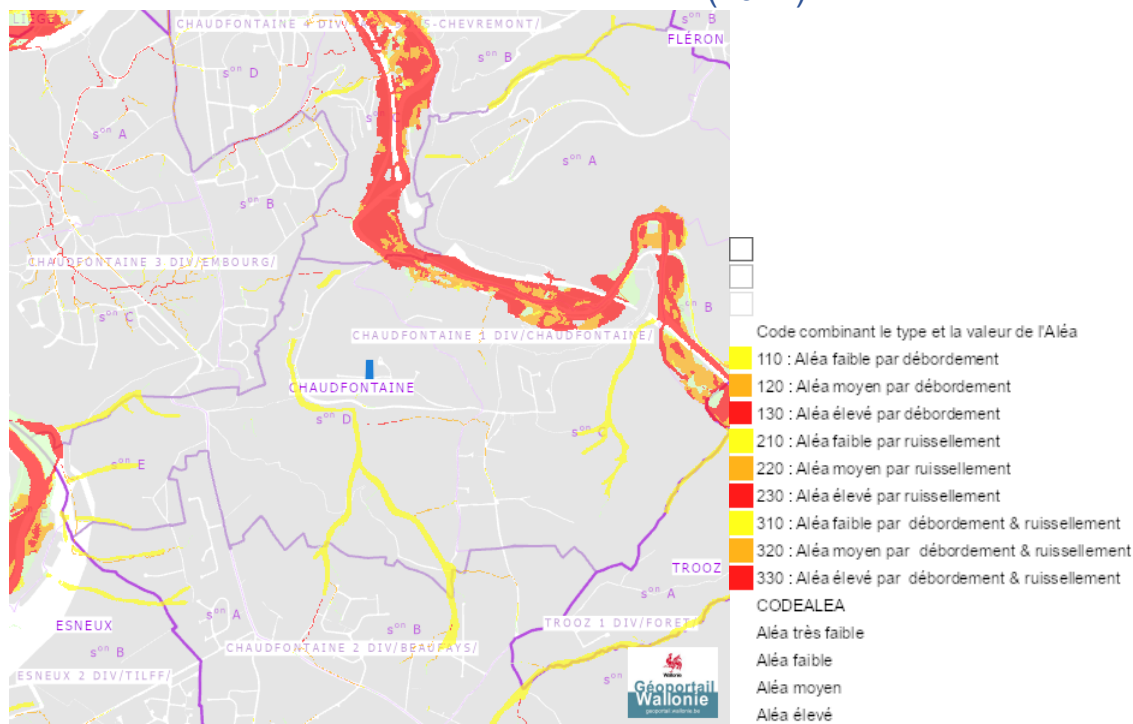 LIEGE
CHAUDFONTAINE 4 DIV S-CHEVREMONT/
sᵒⁿ B
FLÉRON
sᵒⁿ D
sᵒⁿ B
sᵒⁿ A
sᵒⁿ A
sᵒⁿ B
CHAUDFONTAINE 3 DIV/EMBOURG/
sᵒⁿ B
sᵒⁿ C
CHAUDFONTAINE 1 DIV/CHAUDFONTAINE/
CHAUDFONTAINE
sᵒⁿ D
sᵒⁿ C
sᵒⁿ E
TROOZ
sᵒⁿ A
sᵒⁿ A
ESNEUX
sᵒⁿ B
TROOZ 1 DIV/FORET/
sᵒⁿ B
CHAUDFONTAINE 2 DIV/BEAUFAYS/
ESNEUX 2 DIV/TILFF/
sᵒⁿ
Wallonie
Géoportail
Wallonie
geoportail.wallonie.be
Code combinant le type et la valeur de l'Aléa
110 : Aléa faible par débordement
120 : Aléa moyen par débordement
130 : Aléa élevé par débordement
210 : Aléa faible par ruissellement
220 : Aléa moyen par ruissellement
230 : Aléa élevé par ruissellement
310 : Aléa faible par débordement & ruissellement
320 : Aléa moyen par débordement & ruissellement
330 : Aléa élevé par débordement & ruissellement
CODEALEA
Aléa très faible
Aléa faible
Aléa moyen
Aléa élevé